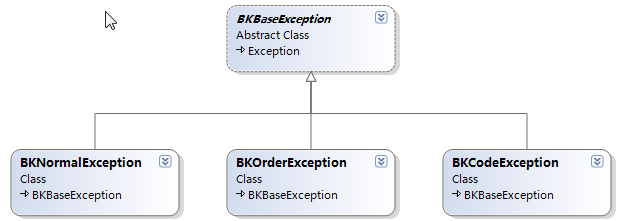 BKBaseException
Abstract Class
Exception
BKNormalException
Class
BKBaseException
BKOrderException
Class
BKBaseException
BKCodeException
Class
BKBaseException